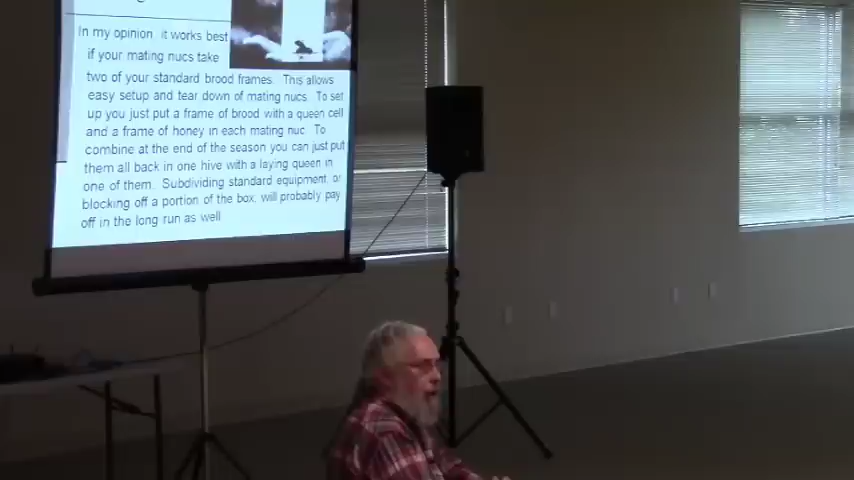 In my opinion it works best
if your mating nucs take
two of your standard brood frames. This allows
easy setup and tear down of mating nucs. To set
up you just put a frame of brood with a queen cell
and a frame of honey in each mating nuc. To
combine at the end of the season you can just put
them all back in one hive with a laying queen in
one of them. Subdividing standard equipment, or
blocking off a portion of the box, will probably pay
off in the long run as well